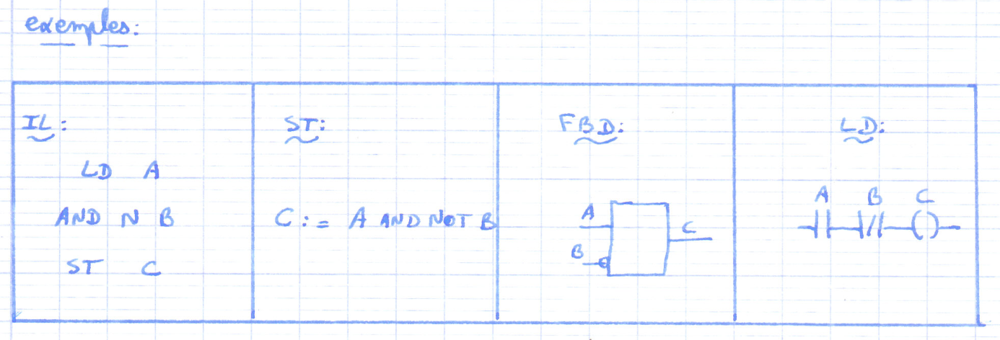 exemples:
IL:
LD A
AND N B
ST C
ST:
C := A AND NOT B
FBD:
A
B
C
LD:
A B C